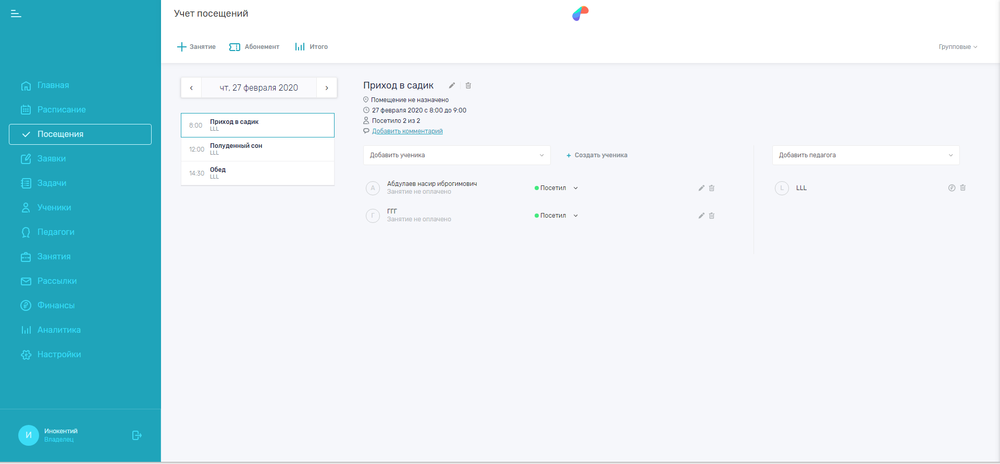 Учет посещений
Занятие
Абонемент
Итого
Групповые
Главная
Расписание
Посещения
Заявки
Задачи
Ученики
Педагоги
Занятия
Рассылки
Финансы
Аналитика
Настройки
И
Инокентий
Владелец
чт, 27 февраля 2020
8:00
Приход в садик
LLL
12:00
Полуденный сон
LLL
14:30
Обед
LLL
Приход в садик
Помещение не назначено
27 февраля 2020 с 8:00 до 9:00
Посетило 2 из 2
Добавить комментарий
Добавить ученика
+ Создать ученика
А
Абдулаев насир иброгимович
Занятие не оплачено
Посетил
Г
ГГГ
Занятие не оплачено
Посетил
Добавить педагога
L
LLL